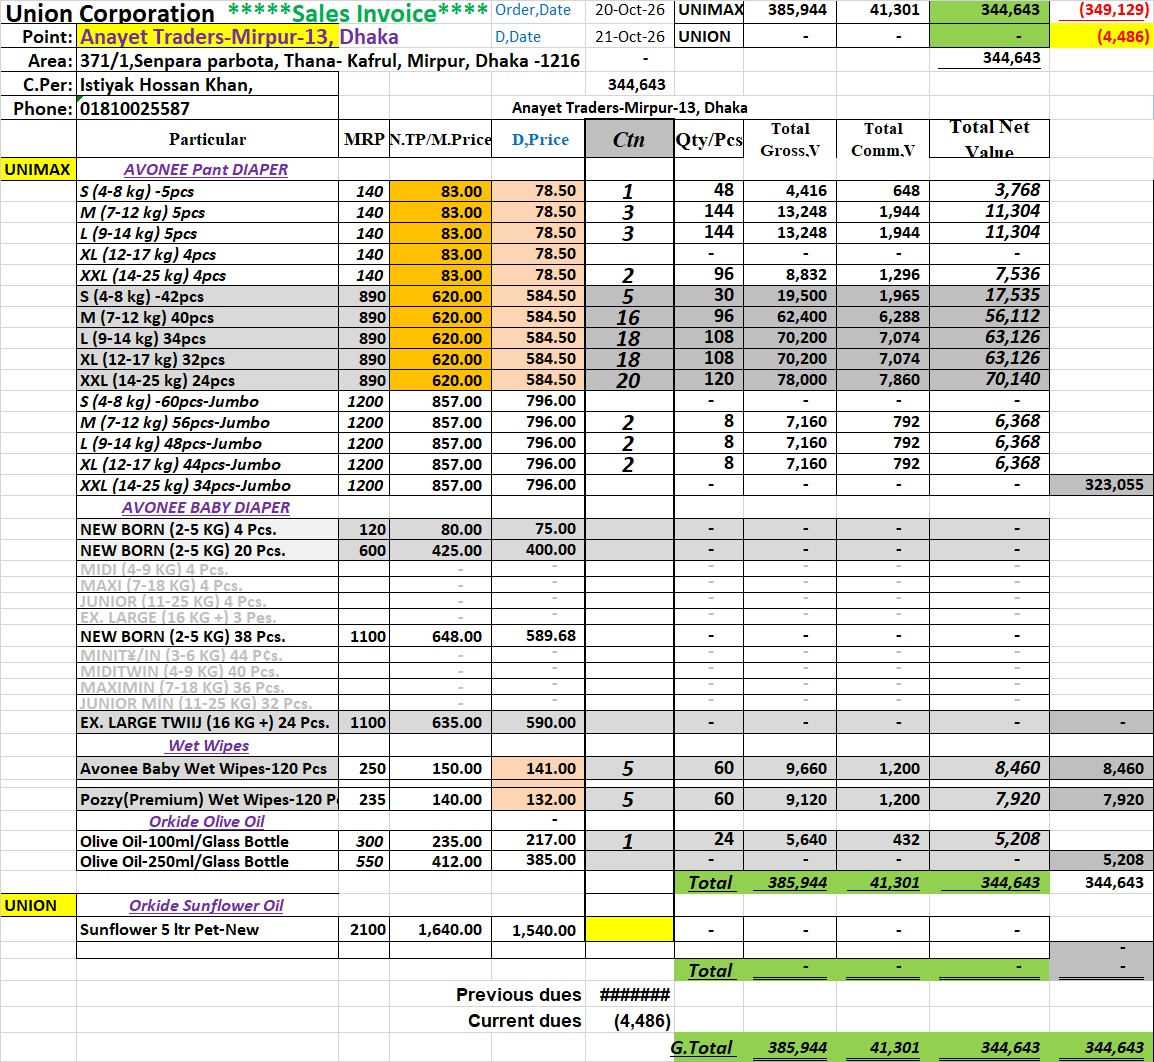 Union Corporation *****Sales Invoice**** Order,Date 20-Oct-26 UNIMAX 385,944 41,301 344,643 (349,129)
Point: Anayet Traders-Mirpur-13, Dhaka D,Date 21-Oct-26 UNION - - - (4,486)
Area: 371/1,Senpara parbota, Thana- Kafrul, Mirpur, Dhaka -1216 - 344,643
C.Per: Istiyak Hossan Khan, 344,643
Phone: 01810025587 Anayet Traders-Mirpur-13, Dhaka
Particular MRP N.TP/M.Price D,Price Ctn Qty/Pcs Total Gross,V Total Comm,V Total Net Value
UNIMAX AVONEE Pant DIAPER
S (4-8 kg) -5pcs 140 83.00 78.50 1 48 4,416 648 3,768
M (7-12 kg) 5pcs 140 83.00 78.50 3 144 13,248 1,944 11,304
L (9-14 kg) 5pcs 140 83.00 78.50 3 144 13,248 1,944 11,304
XL (12-17 kg) 4pcs 140 83.00 78.50 - - - -
XXL (14-25 kg) 4pcs 140 83.00 78.50 2 96 8,832 1,296 7,536
S (4-8 kg) -42pcs 890 620.00 584.50 5 30 19,500 1,965 17,535
M (7-12 kg) 40pcs 890 620.00 584.50 16 96 62,400 6,288 56,112
L (9-14 kg) 34pcs 890 620.00 584.50 18 108 70,200 7,074 63,126
XL (12-17 kg) 32pcs 890 620.00 584.50 18 108 70,200 7,074 63,126
XXL (14-25 kg) 24pcs 890 620.00 584.50 20 120 78,000 7,860 70,140
S (4-8 kg) -60pcs-Jumbo 1200 857.00 796.00 - - - -
M (7-12 kg) 56pcs-Jumbo 1200 857.00 796.00 2 8 7,160 792 6,368
L (9-14 kg) 48pcs-Jumbo 1200 857.00 796.00 2 8 7,160 792 6,368
XL (12-17 kg) 44pcs-Jumbo 1200 857.00 796.00 2 8 7,160 792 6,368
XXL (14-25 kg) 34pcs-Jumbo 1200 857.00 796.00 - - - - 323,055
AVONEE BABY DIAPER
NEW BORN (2-5 KG) 4 Pcs. 120 80.00 75.00 - - - -
NEW BORN (2-5 KG) 20 Pcs. 600 425.00 400.00 - - - -
MIDI (4-9 KG) 4 Pcs. - - - - -
MAXI (7-18 KG) 4 Pcs. - - - - -
JUNIOR (11-25 KG) 4 Pcs. - - - - -
EX. LARGE (16 KG +) 3 Pes. - - - - -
NEW BORN (2-5 KG) 38 Pcs. 1100 648.00 589.68 - - - -
MINIT¥/IN (3-6 KG) 44 P¢s. - - - - -
MIDITWIN (4-9 KG) 40 Pcs. - - - - -
MAXIMIN (7-18 KG) 36 Pcs. - - - - -
JUNIOR MIN (11-25 KG) 32 Pcs. - - - - -
EX. LARGE TWIIJ (16 KG +) 24 Pcs. 1100 635.00 590.00 - - - - -
Wet Wipes
Avonee Baby Wet Wipes-120 Pcs 250 150.00 141.00 5 60 9,660 1,200 8,460 8,460
Pozzy(Premium) Wet Wipes-120 P 235 140.00 132.00 5 60 9,120 1,200 7,920 7,920
Orkide Olive Oil -
Olive Oil-100ml/Glass Bottle 300 235.00 217.00 1 24 5,640 432 5,208
Olive Oil-250ml/Glass Bottle 550 412.00 385.00 - - - - 5,208
Total 385,944 41,301 344,643 344,643
UNION Orkide Sunflower Oil
Sunflower 5 ltr Pet-New 2100 1,640.00 1,540.00 - - - -
-
Total - - - -
Previous dues #######
Current dues (4,486)
G.Total 385,944 41,301 344,643 344,643